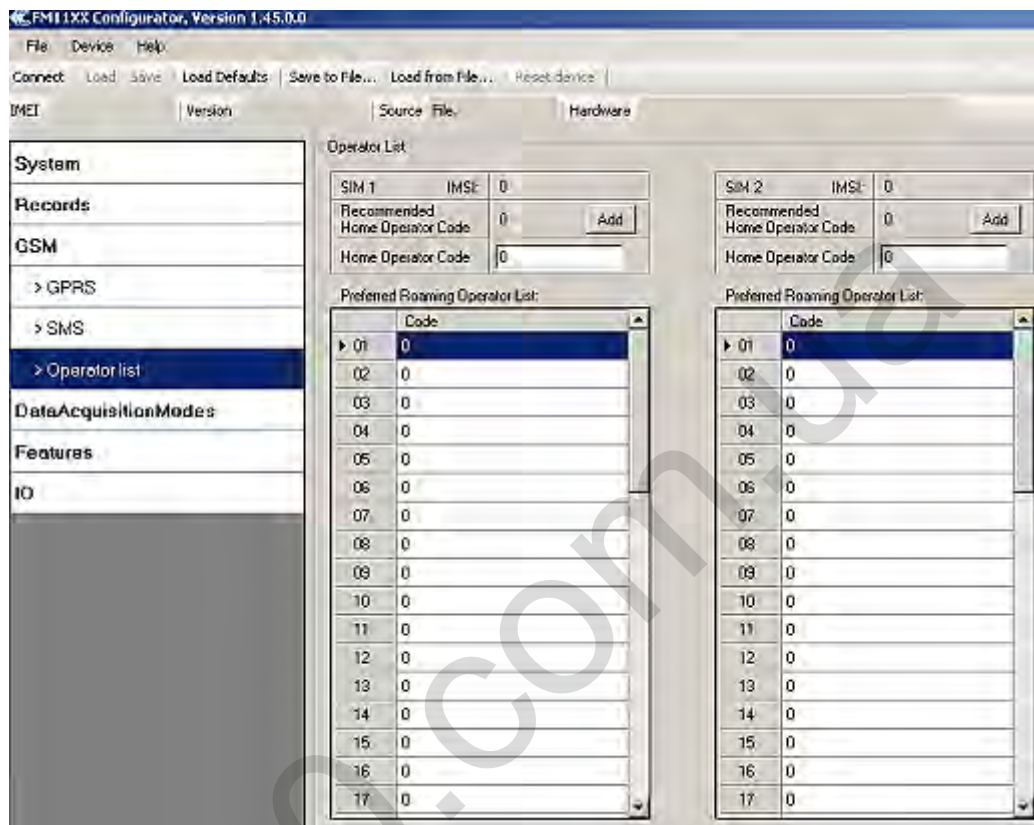 FM11XX Configurator, Version 1.45.0.0
File Device Help
Connect Load Save Load Defaults Save to File... Load from File... Reset device
IMEI Version Source File. Hardware
System
Records
GSM
> GPRS
> SMS
> Operator list
DataAcquisitionModes
Features
IO
Operator List
SIM 1 IMSI: 0
Recommended
Home Operator Code 0 Add
Home Operator Code 0
Preferred Roaming Operator List:
Code
01 0
02 0
03 0
04 0
05 0
06 0
07 0
08 0
09 0
10 0
11 0
12 0
13 0
14 0
15 0
16 0
17 0
SIM 2 IMSI: 0
Recommended
Home Operator Code 0 Add
Home Operator Code 0
Preferred Roaming Operator List:
Code
01 0
02 0
03 0
04 0
05 0
06 0
07 0
08 0
09 0
10 0
11 0
12 0
13 0
14 0
15 0
16 0
17 0
.com.ua